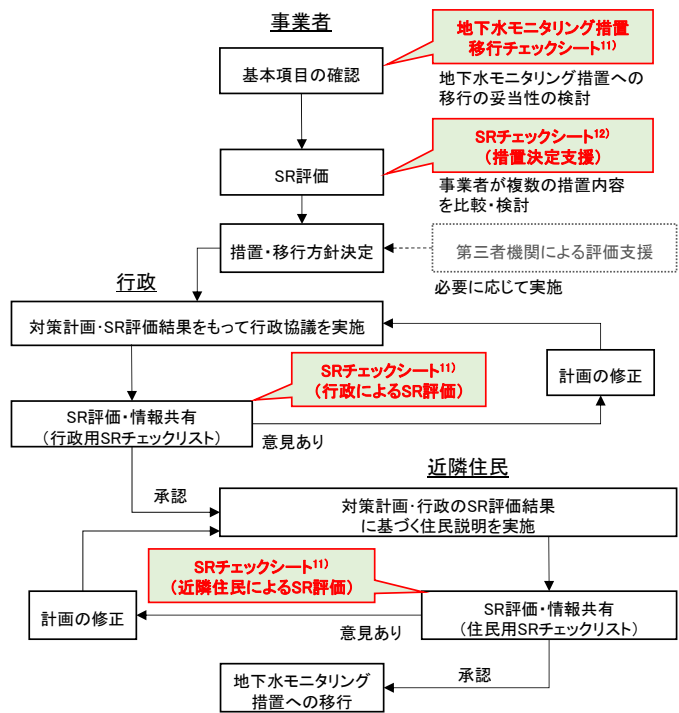 事業者
地下水モニタリング措置
移行チェックシート11)
基本項目の確認
地下水モニタリング措置への
移行の妥当性の検討
SRチェックシート12)
(措置決定支援)
SR評価
事業者が複数の措置内容
を比較・検討
措置・移行方針決定
第三者機関による評価支援
必要に応じて実施
行政
対策計画・SR評価結果をもって行政協議を実施
SRチェックシート11)
(行政によるSR評価)
計画の修正
SR評価・情報共有
(行政用SRチェックリスト)
意見あり
近隣住民
承認
対策計画・行政のSR評価結果
に基づく住民説明を実施
SRチェックシート11)
(近隣住民によるSR評価)
計画の修正
SR評価・情報共有
(住民用SRチェックリスト)
意見あり
承認
地下水モニタリング
措置への移行